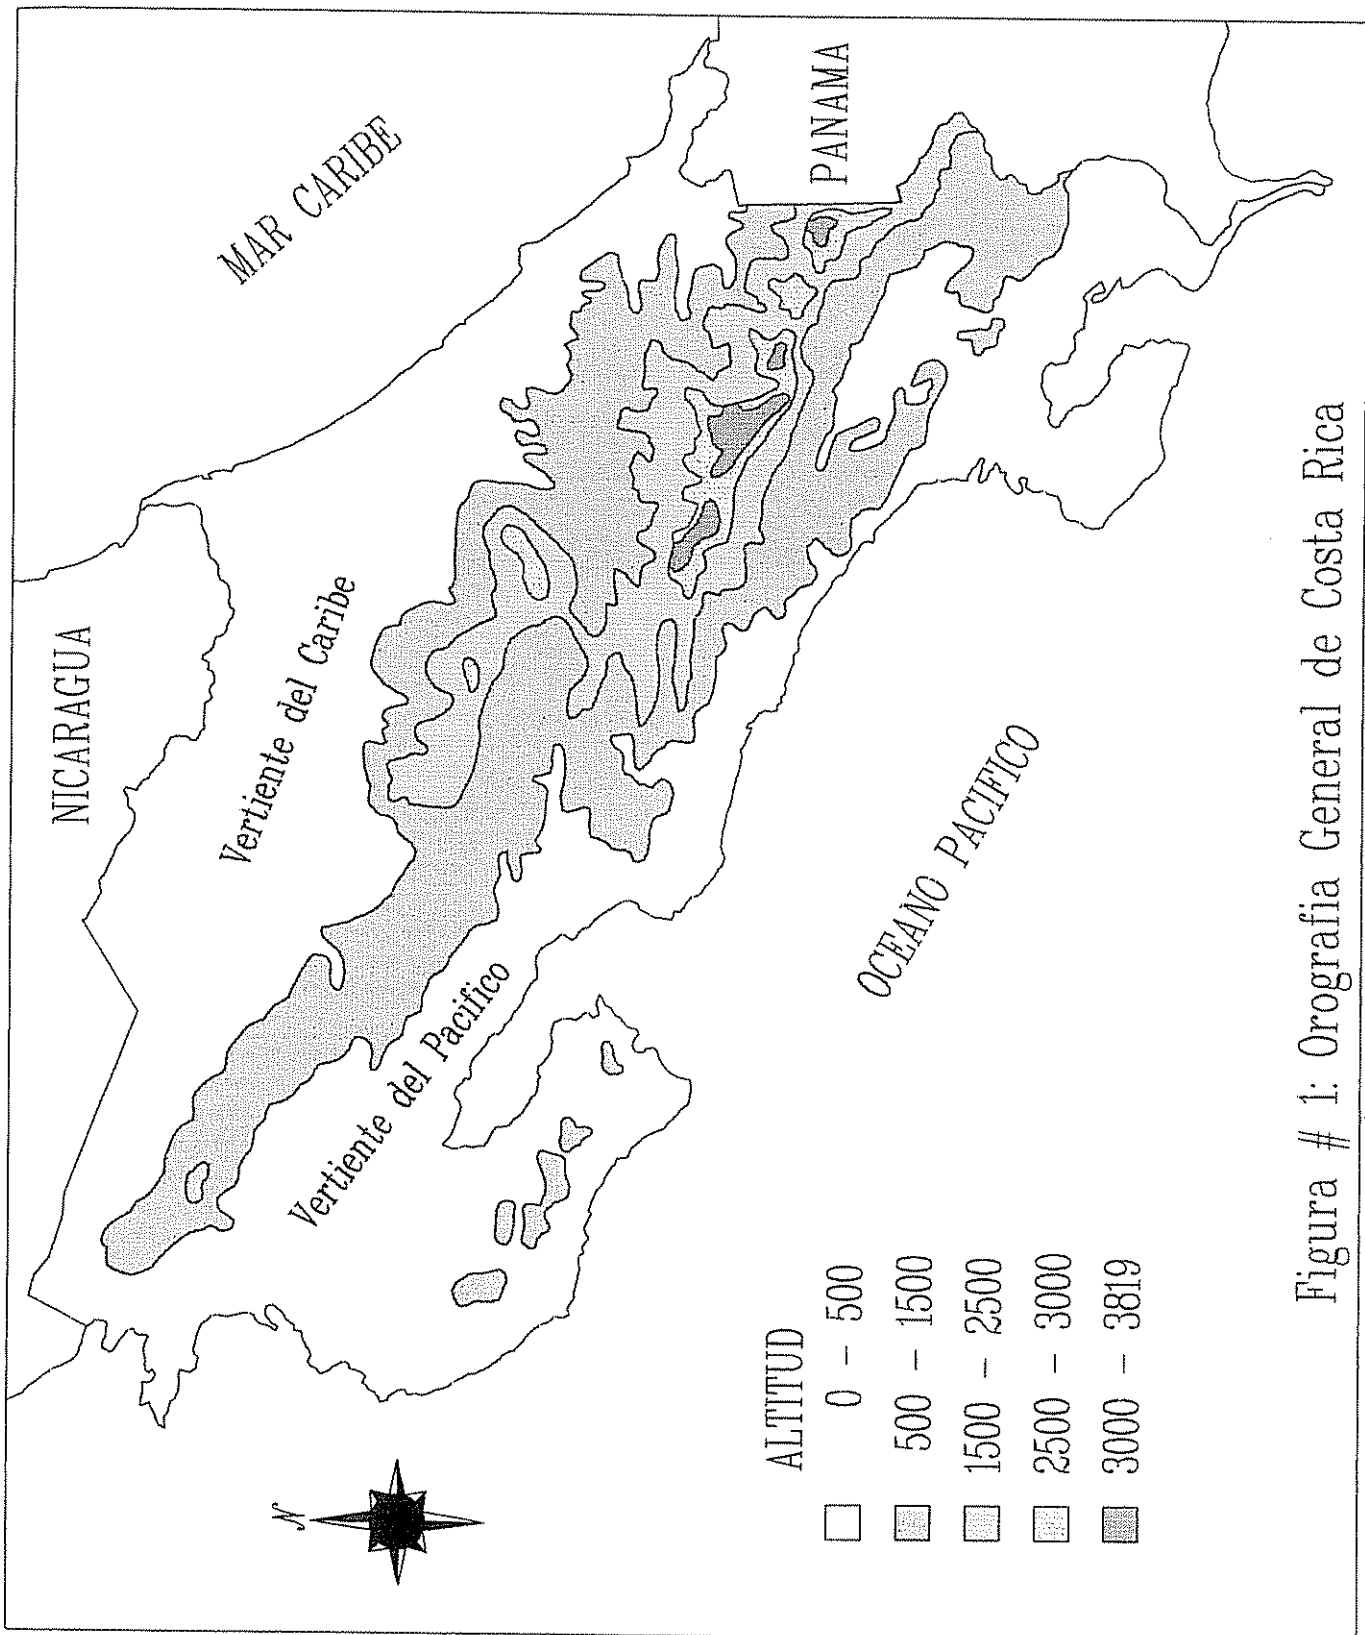 NICARAGUA
MAR CARIBE
Vertiente del Caribe
PANAMA
Vertiente del Pacifico
OCEANO PACIFICO
N
ALTITUD
0 - 500
500 - 1500
1500 - 2500
2500 - 3000
3000 - 3819
Figura # 1: Orografia General de Costa Rica